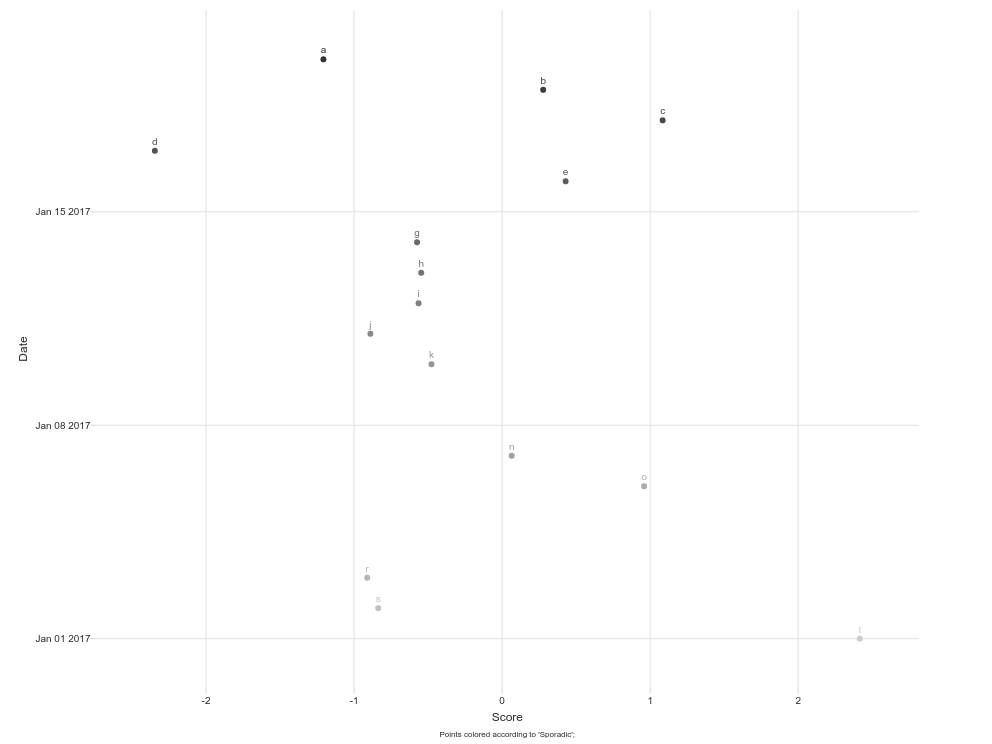 a
b
c
d
e
Jan 15 2017
g
h
i
j
k
Jan 08 2017
n
o
r
s
t
Jan 01 2017
Date
-2 -1 0 1 2
Score
Points colored according to 'Sporadic';